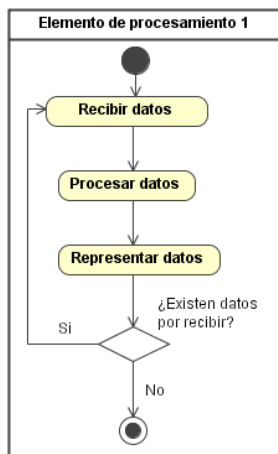 Elemento de procesamiento 1
Recibir datos
Procesar datos
Representar datos
¿Existen datos
por recibir?
Si
No